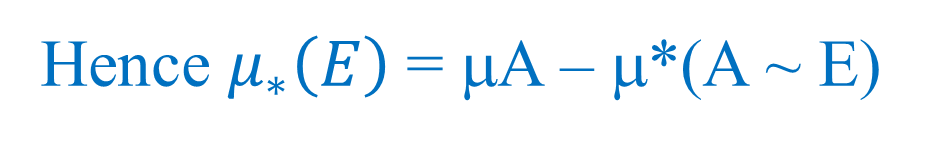 Hence 𝜇∗(𝐸) = μA – μ*(A ~ E)